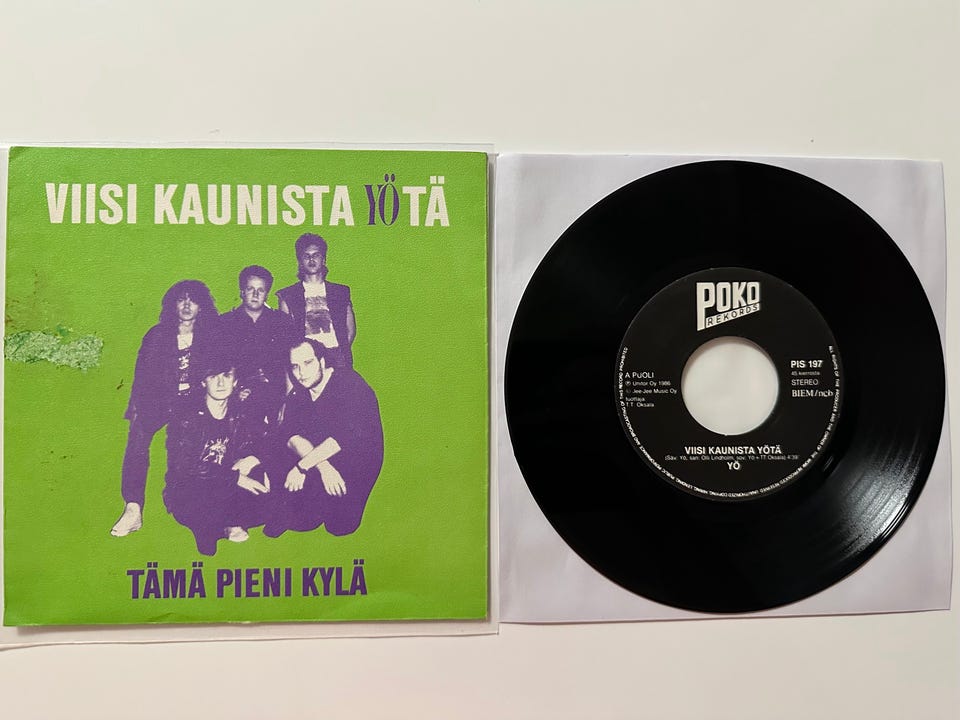 VIISI KAUNISTA YÖTÄ
TÄMÄ PIENI KYLÄ
POKO
REKORDS
A PUOLI
℗ Unitor Oy 1986
© Jee-Jee Music Oy
tuottaja
T.T. Oksala
PIS 197
45 kierrosta
STEREO
BIEM/ncb
VIISI KAUNISTA YÖTÄ
(Säv: Yö, san: Olli Lindholm, sov: Yö + TT Oksala) 4'39"
YÖ